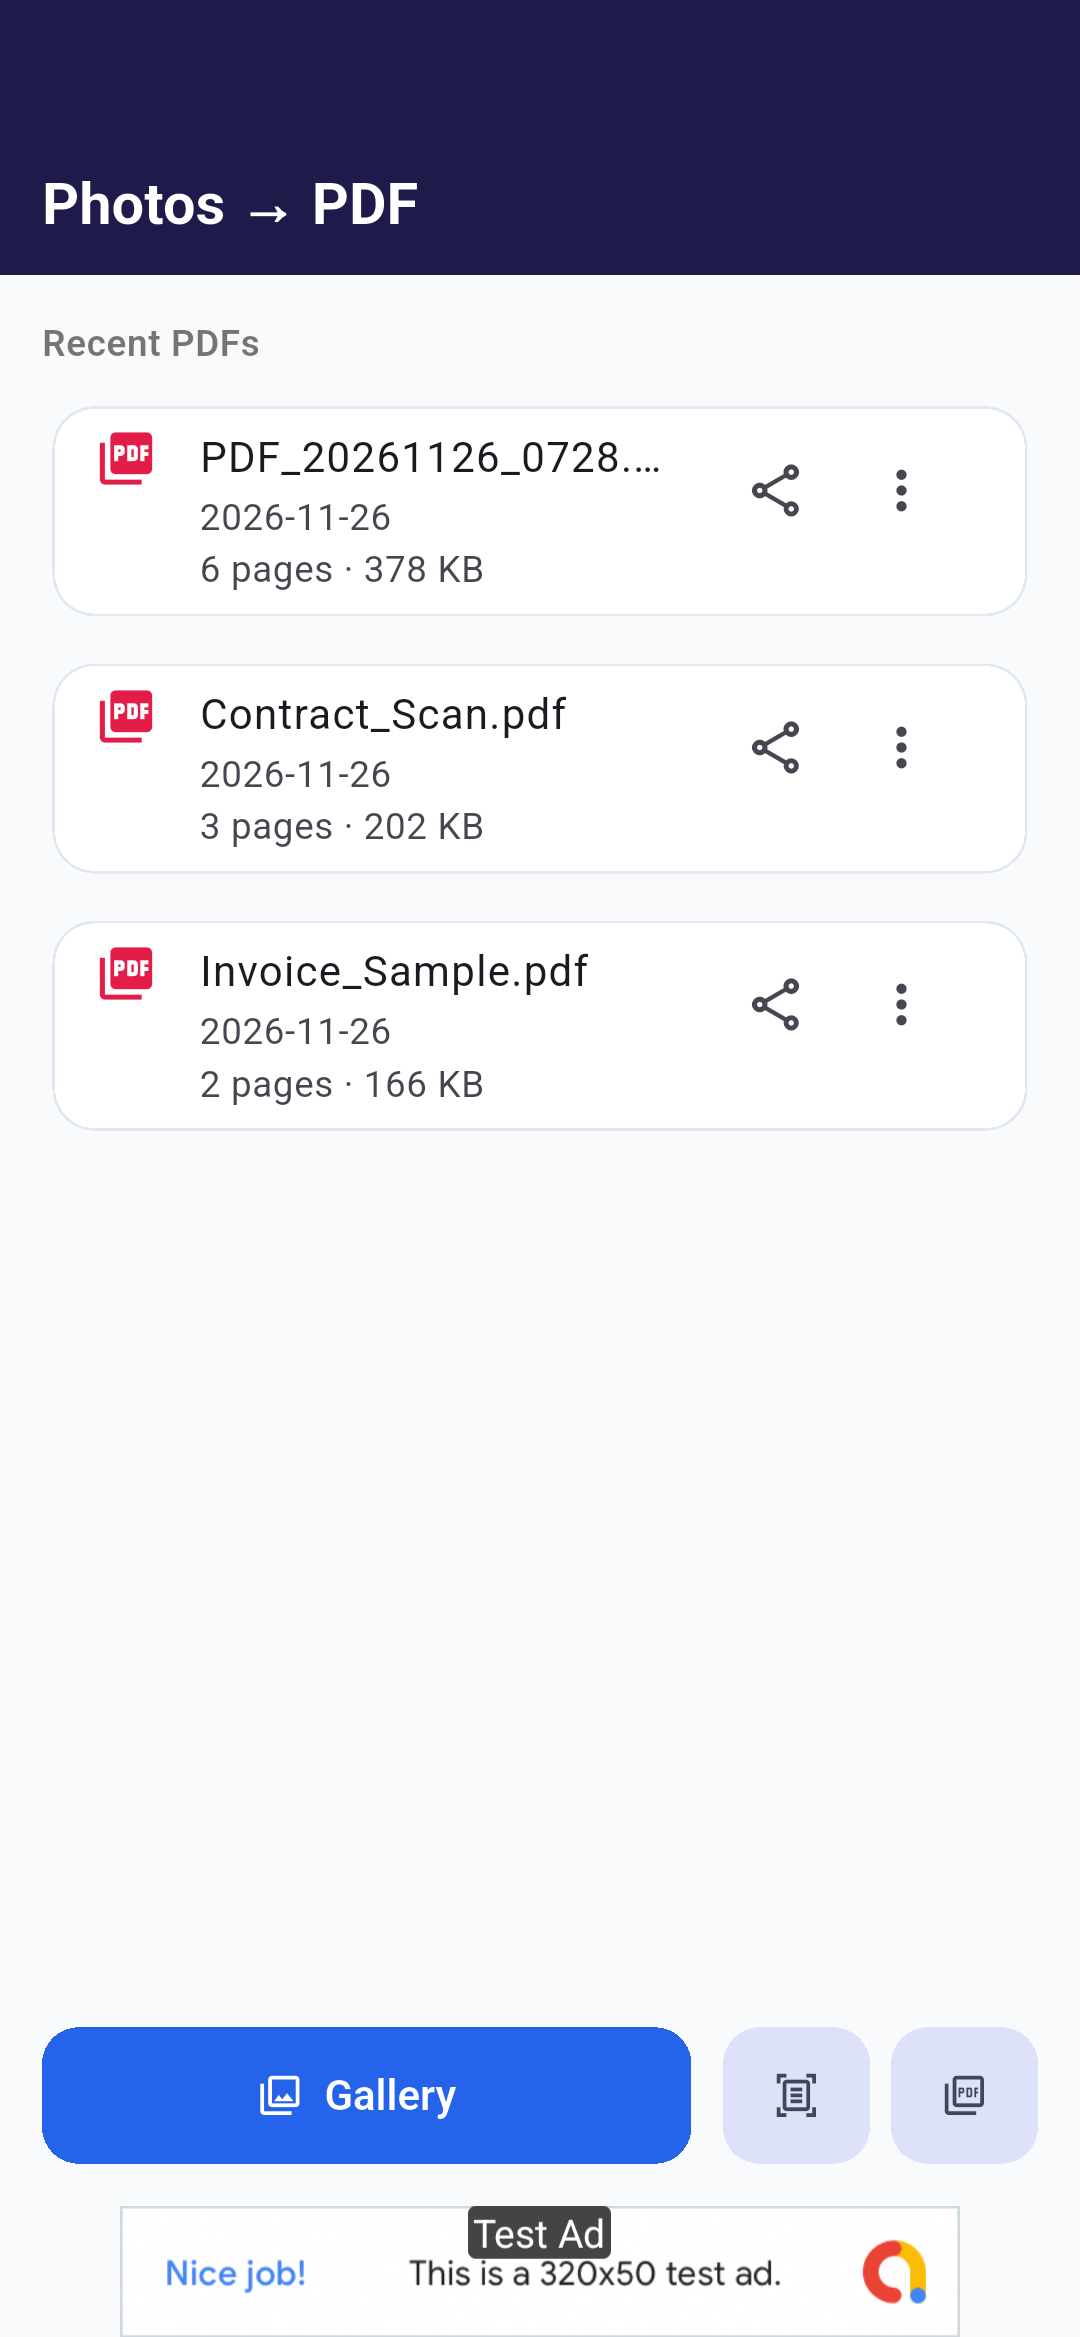 Photos → PDF
Recent PDFs
PDF
PDF_20261126_0728....
2026-11-26
6 pages · 378 KB
PDF
Contract_Scan.pdf
2026-11-26
3 pages · 202 KB
PDF
Invoice_Sample.pdf
2026-11-26
2 pages · 166 KB
Gallery
PDF
Test Ad
Nice job!
This is a 320x50 test ad.